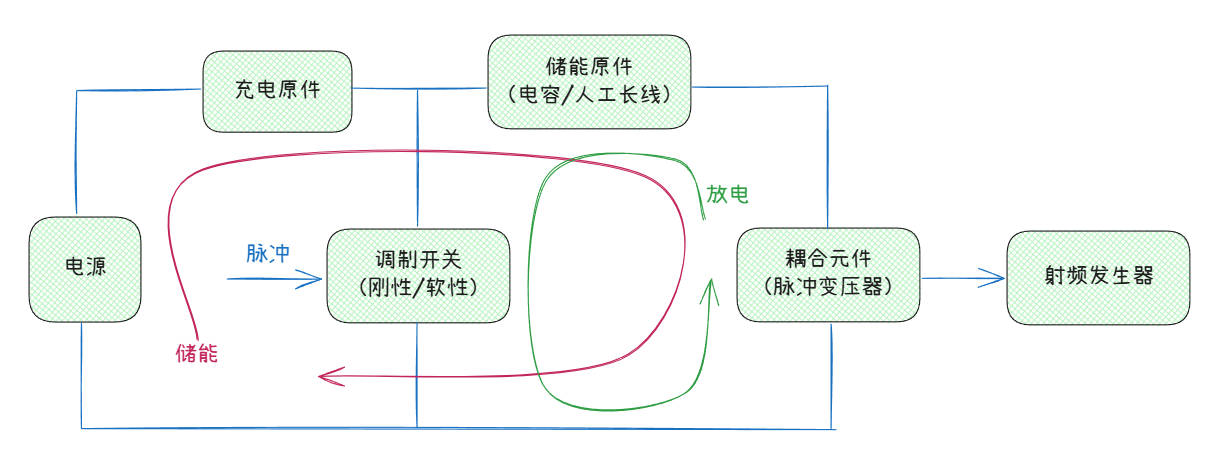 充电原件
储能原件
（电容/人工长线）
放电
脉冲
电源
调制开关
（刚性/软性）
耦合元件
（脉冲变压器）
射频发生器
储能